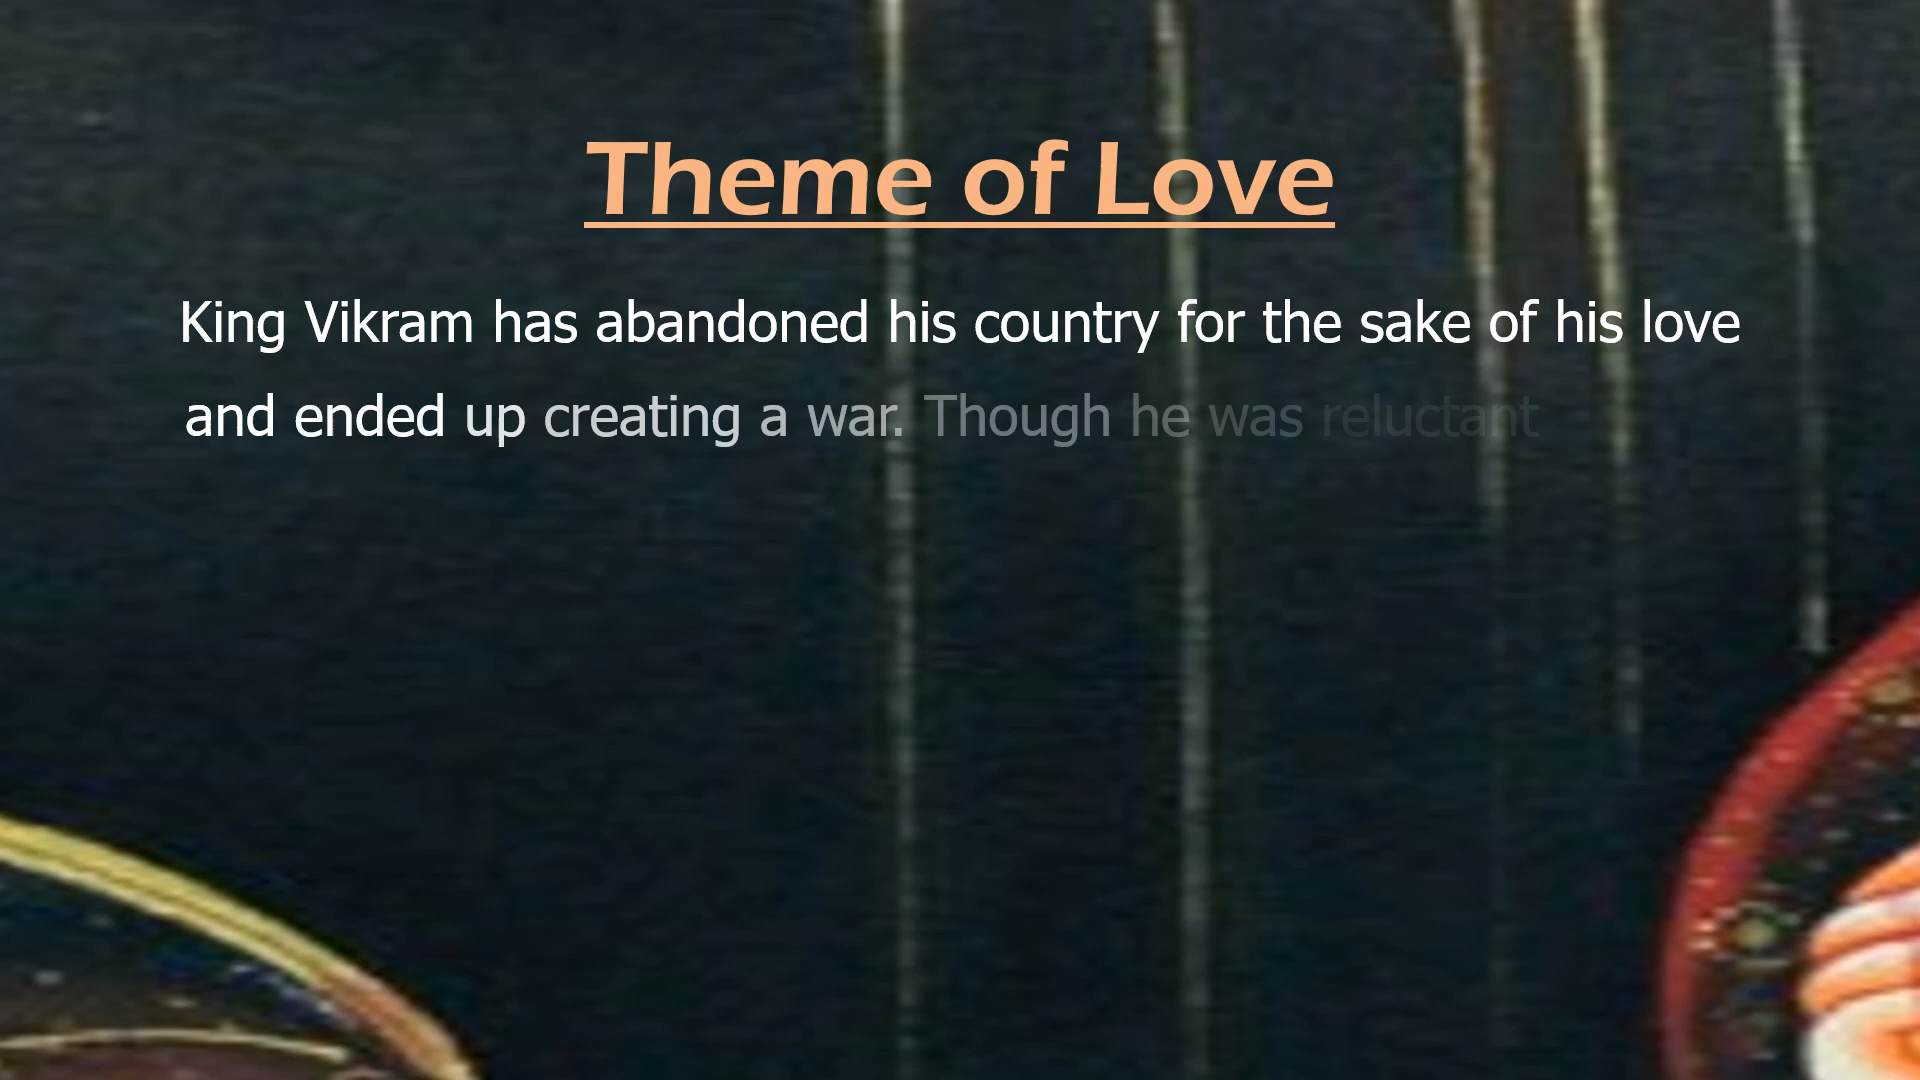 Theme of Love
King Vikram has abandoned his country for the sake of his love
and ended up creating a war. Though he was reluctant